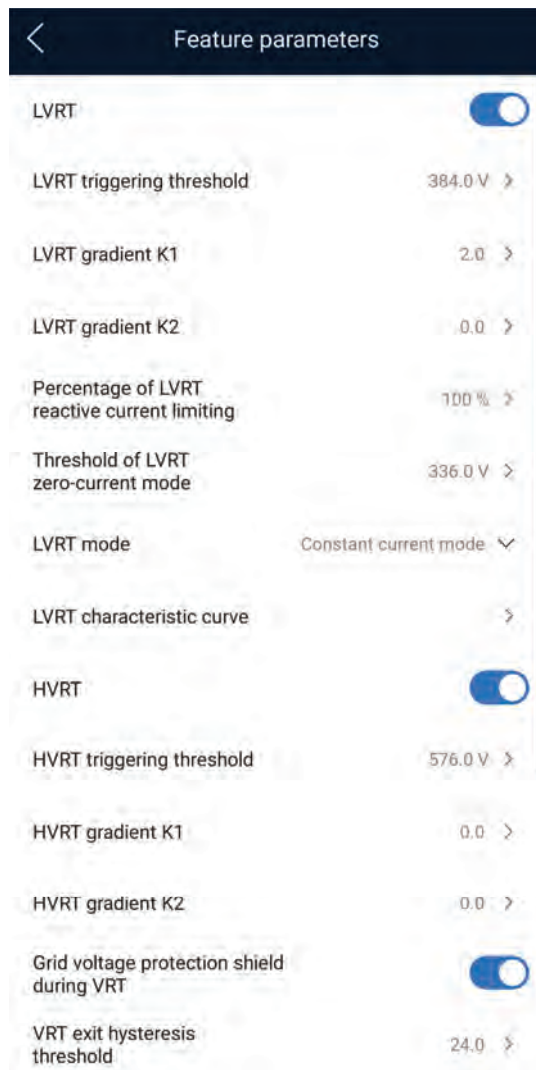 Feature parameters
LVRT
LVRT triggering threshold 384.0 V
LVRT gradient K1 2.0
LVRT gradient K2 0.0
Percentage of LVRT
reactive current limiting 100 %
Threshold of LVRT
zero-current mode 336.0 V
LVRT mode Constant current mode
LVRT characteristic curve
HVRT
HVRT triggering threshold 576.0 V
HVRT gradient K1 0.0
HVRT gradient K2 0.0
Grid voltage protection shield
during VRT
VRT exit hysteresis
threshold 24.0